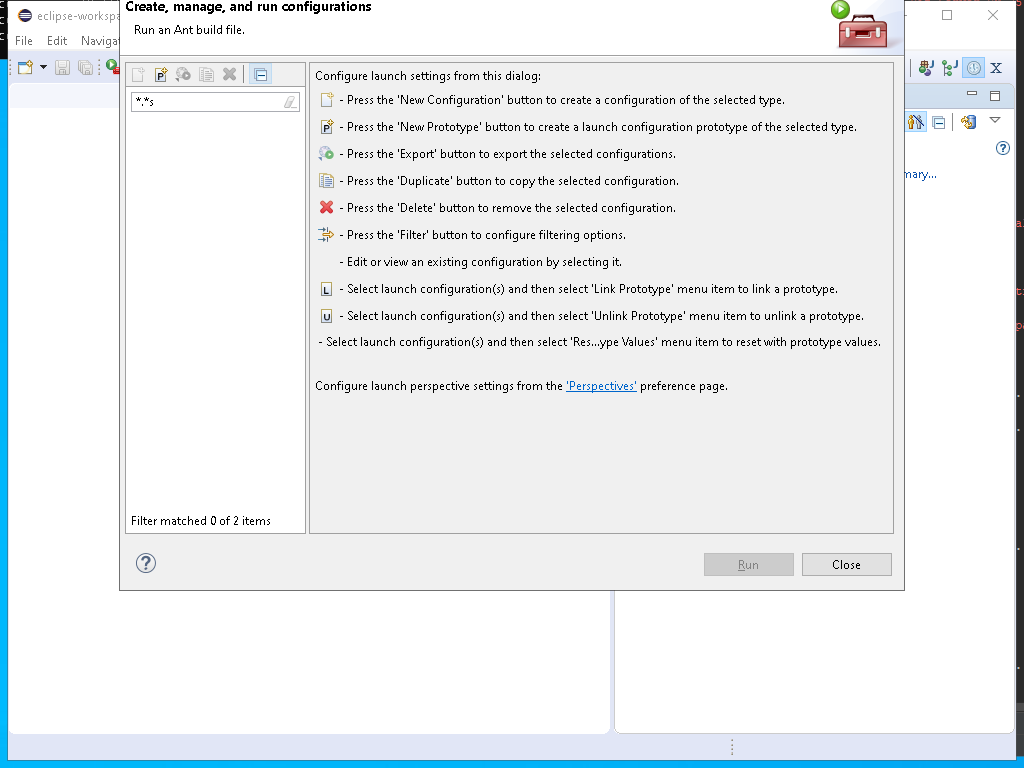 Create, manage, and run configurations
eclipse-workspa
Run an Ant build file.
File Edit Navigat
Configure launch settings from this dialog:
*.*s
- Press the 'New Configuration' button to create a configuration of the selected type.
- Press the 'New Prototype' button to create a launch configuration prototype of the selected type.
- Press the 'Export' button to export the selected configurations.
mary...
- Press the 'Duplicate' button to copy the selected configuration.
- Press the 'Delete' button to remove the selected configuration.
- Press the 'Filter' button to configure filtering options.
- Edit or view an existing configuration by selecting it.
L - Select launch configuration(s) and then select 'Link Prototype' menu item to link a prototype.
U - Select launch configuration(s) and then select 'Unlink Prototype' menu item to unlink a prototype.
- Select launch configuration(s) and then select 'Res...ype Values' menu item to reset with prototype values.
Configure launch perspective settings from the 'Perspectives' preference page.
Filter matched 0 of 2 items
Run
Close